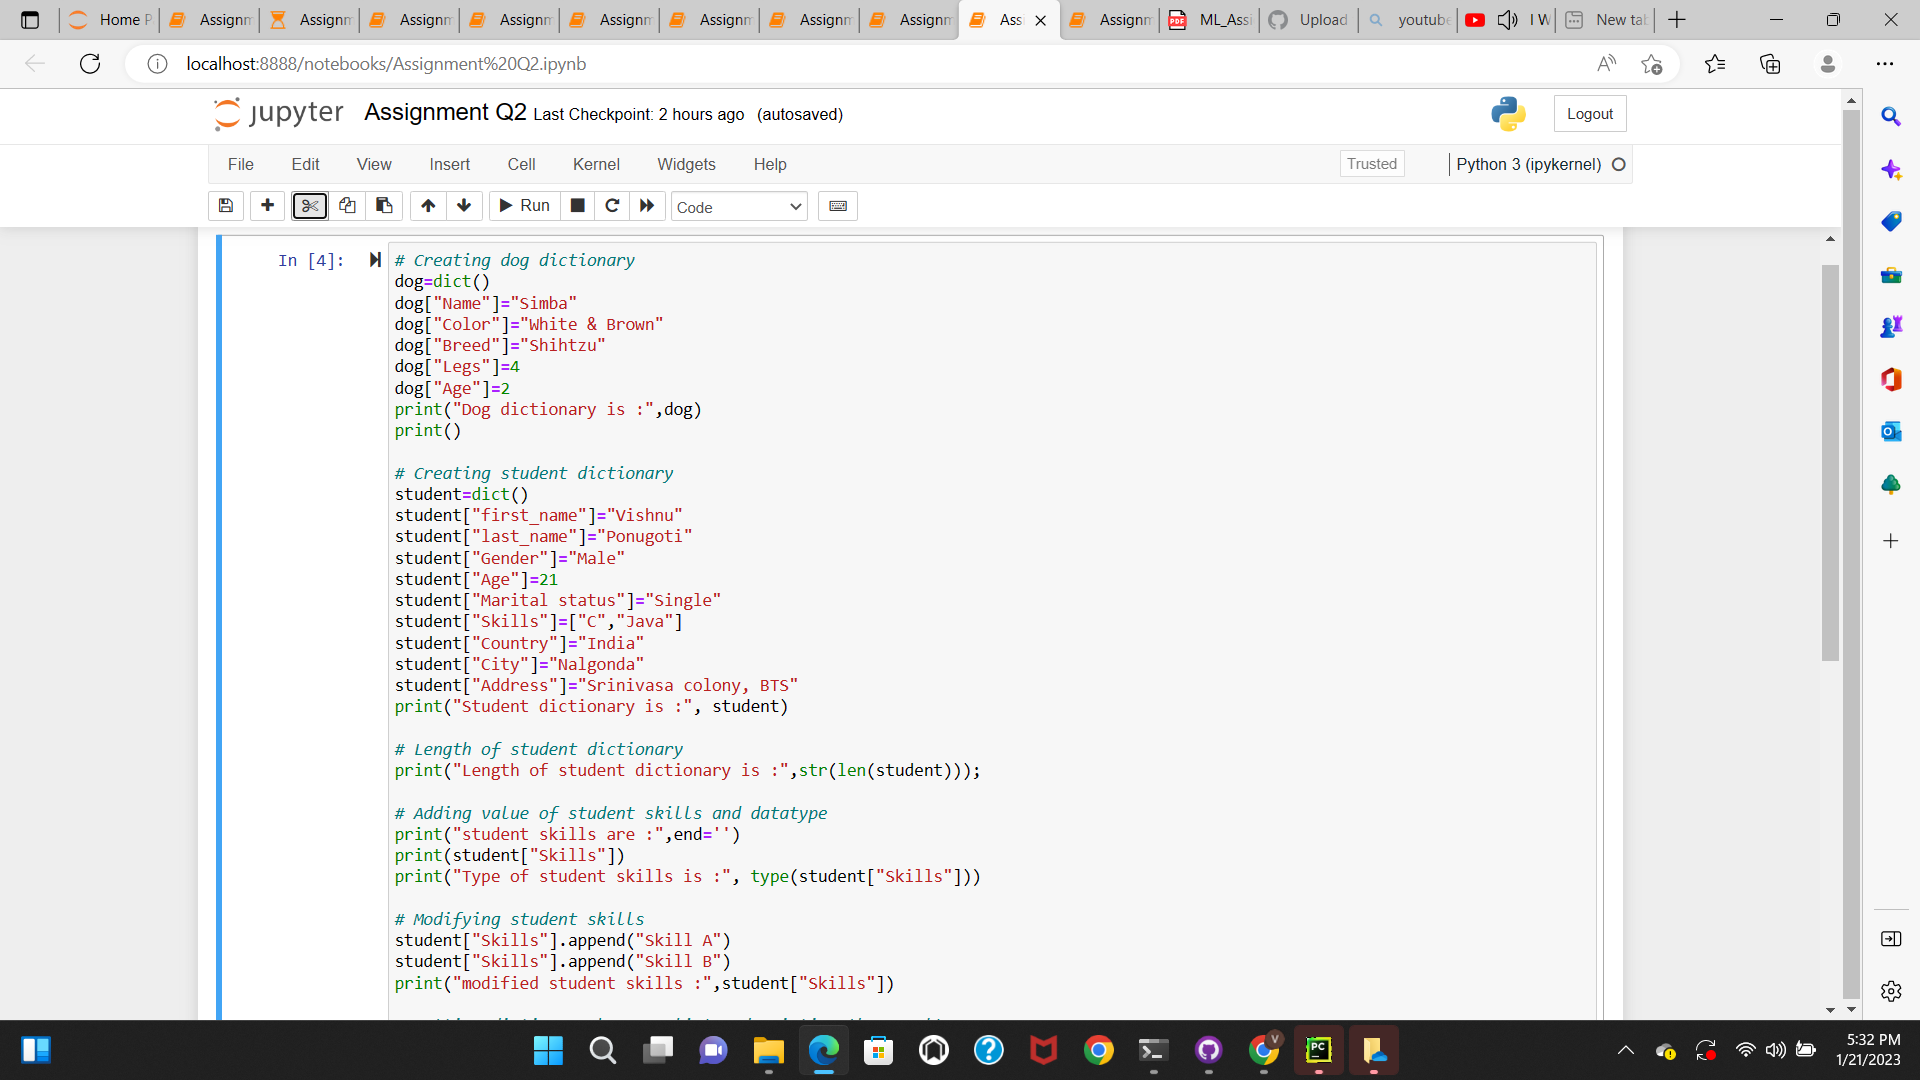 Home P
Assignm
Assignm
Assignm
Assignm
Assignm
Assignm
Assignm
Assignm
Ass
Assignm
ML_Assi
Upload
youtube
I W
New tab
localhost:8888/notebooks/Assignment%20Q2.ipynb
jupyter Assignment Q2 Last Checkpoint: 2 hours ago (autosaved)
Logout
File Edit View Insert Cell Kernel Widgets Help
Trusted
Python 3 (ipykernel)
Run
Code
In [4]:
# Creating dog dictionary
dog=dict()
dog["Name"]="Simba"
dog["Color"]="White & Brown"
dog["Breed"]="Shihtzu"
dog["Legs"]=4
dog["Age"]=2
print("Dog dictionary is :",dog)
print()
# Creating student dictionary
student=dict()
student["first_name"]="Vishnu"
student["last_name"]="Ponugoti"
student["Gender"]="Male"
student["Age"]=21
student["Marital status"]="Single"
student["Skills"]=["C","Java"]
student["Country"]="India"
student["City"]="Nalgonda"
student["Address"]="Srinivasa colony, BTS"
print("Student dictionary is :", student)
# Length of student dictionary
print("Length of student dictionary is :",str(len(student)));
# Adding value of student skills and datatype
print("student skills are :",end='')
print(student["Skills"])
print("Type of student skills is :", type(student["Skills"]))
# Modifying student skills
student["Skills"].append("Skill A")
student["Skills"].append("Skill B")
print("modified student skills :",student["Skills"])
PC
V
5:32 PM
1/21/2023